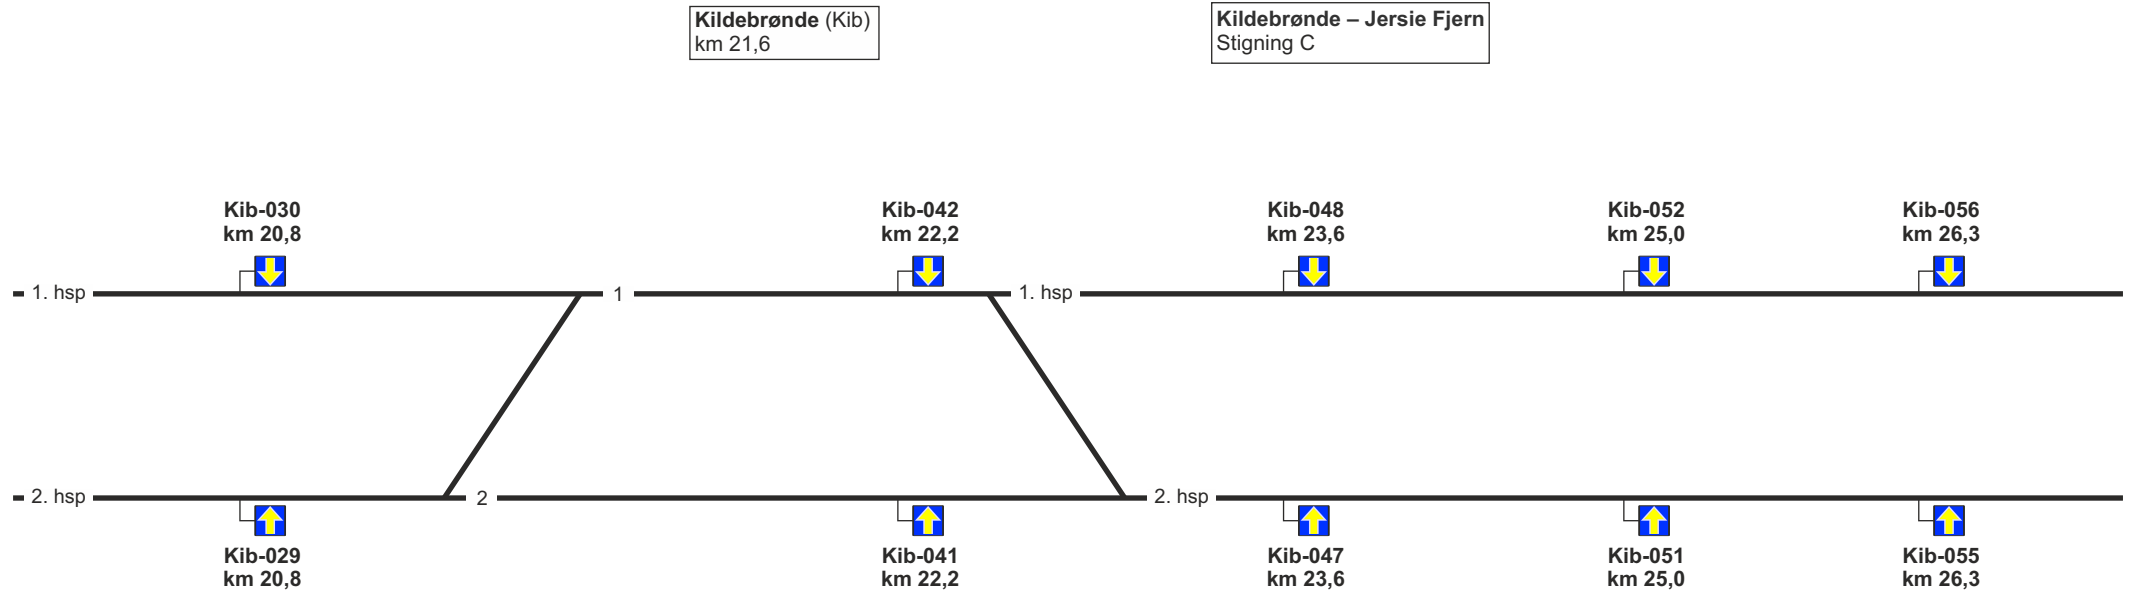 Kildebrønde (Kib)
km 21,6
Kildebrønde – Jersie Fjern
Stigning C
Kib-030
km 20,8
Kib-042
km 22,2
Kib-048
km 23,6
Kib-052
km 25,0
Kib-056
km 26,3
1. hsp
1
1. hsp
2. hsp
2
2. hsp
Kib-029
km 20,8
Kib-041
km 22,2
Kib-047
km 23,6
Kib-051
km 25,0
Kib-055
km 26,3